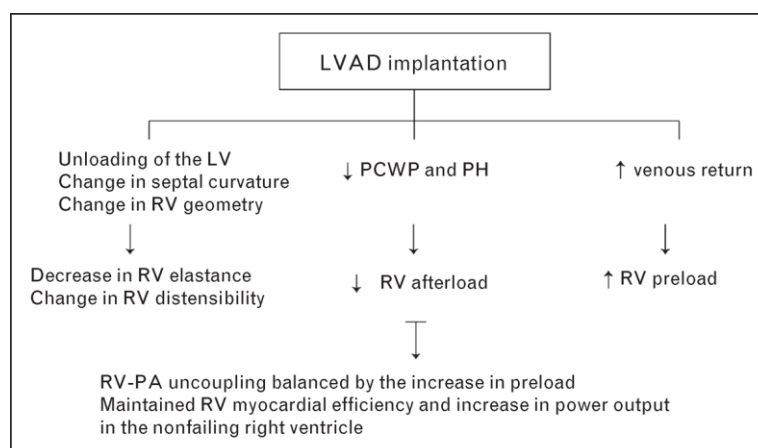 LVAD implantation
Unloading of the LV
Change in septal curvature
Change in RV geometry
↓ PCWP and PH
↑ venous return
Decrease in RV elastance
Change in RV distensibility
↓ RV afterload
↑ RV preload
RV-PA uncoupling balanced by the increase in preload
Maintained RV myocardial efficiency and increase in power output
in the nonfailing right ventricle